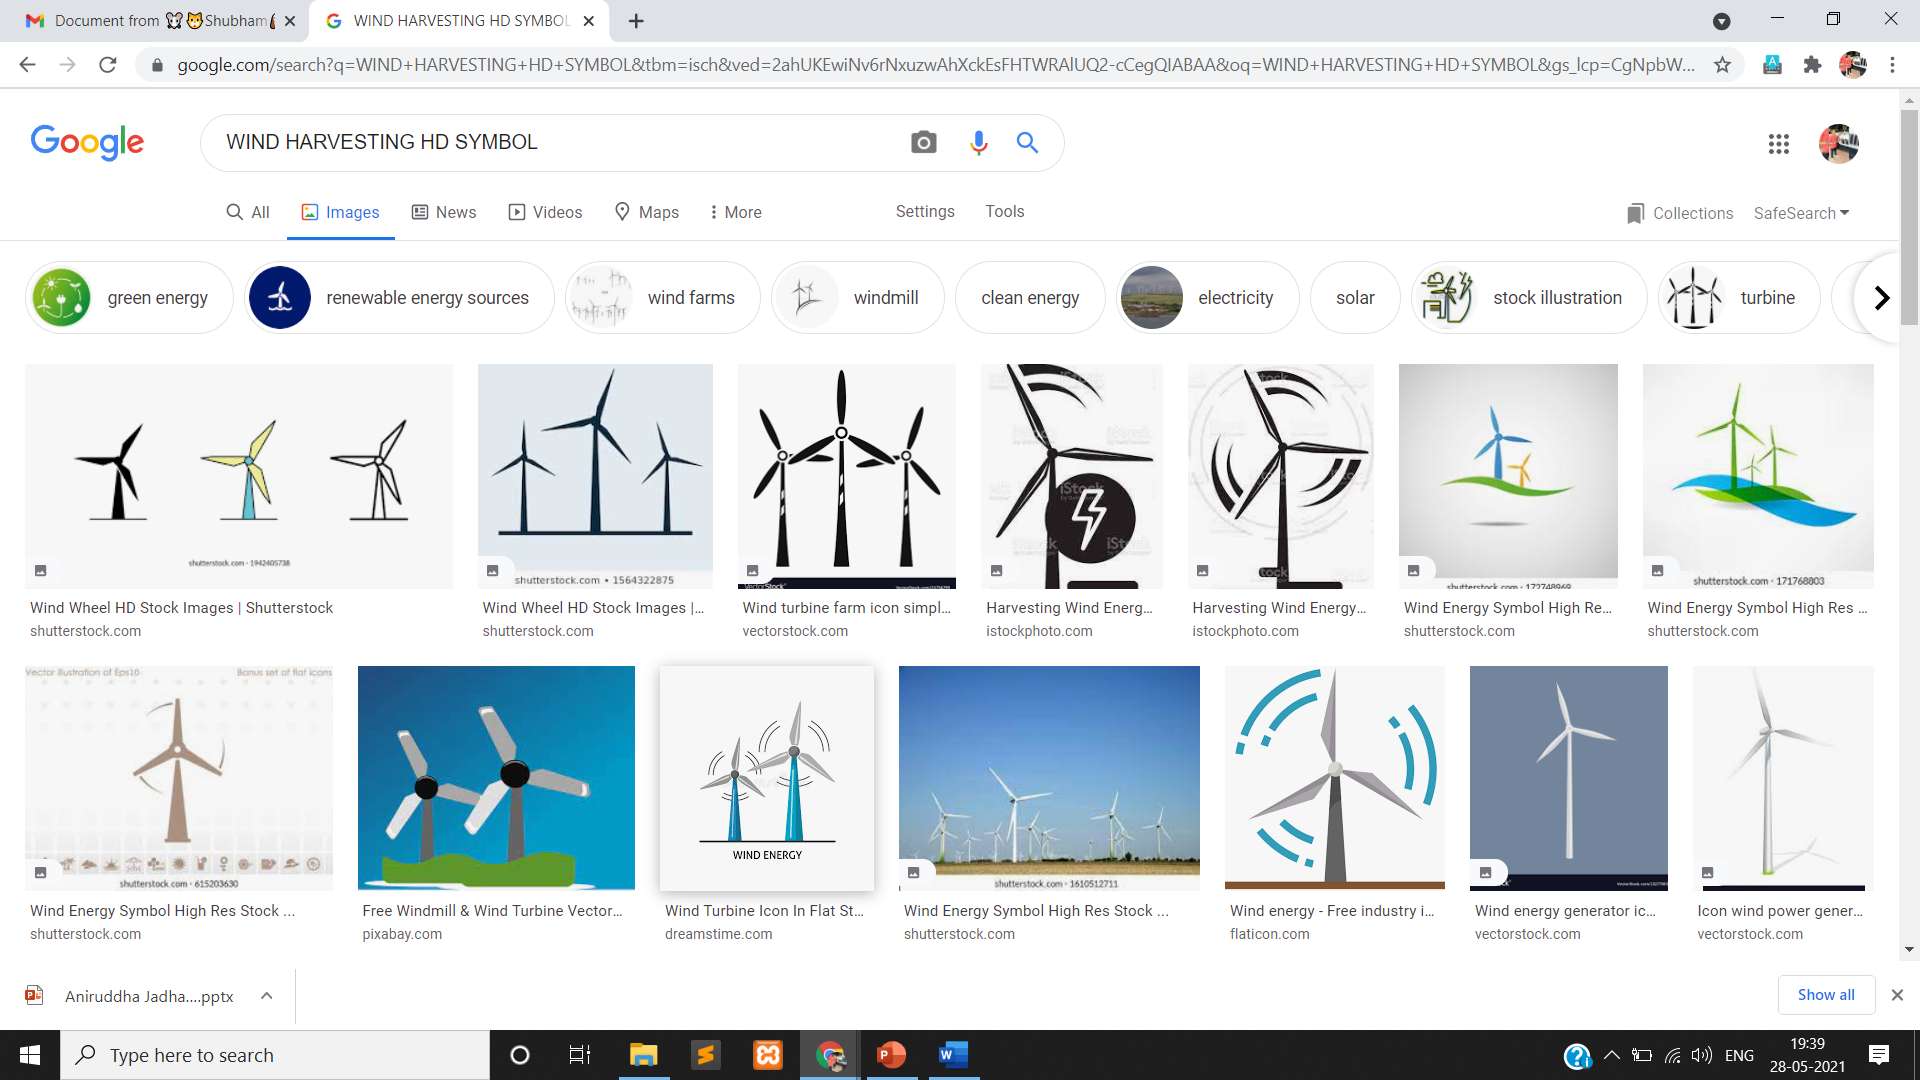 Document from 🐭🐱Shubham
WIND HARVESTING HD SYMBOL
google.com/search?q=WIND+HARVESTING+HD+SYMBOL&tbm=isch&ved=2ahUKEwiNv6rNxuzwAhXckEsFHTWRAlUQ2-cCegQIABAA&oq=WIND+HARVESTING+HD+SYMBOL&gs_lcp=CgNpbW...
Google
WIND HARVESTING HD SYMBOL
All
Images
News
Videos
Maps
More
Settings
Tools
Collections
SafeSearch
green energy
renewable energy sources
wind farms
windmill
clean energy
electricity
solar
stock illustration
turbine
shutterstock.com · 1942405738
shutterstock.com • 1564322875
VectorStock
iStock
iStock
iStock
iStock
shutterstock.com · 172748969
shutterstock.com · 171768803
Wind Wheel HD Stock Images | Shutterstock
shutterstock.com
Wind Wheel HD Stock Images |...
shutterstock.com
Wind turbine farm icon simpl...
vectorstock.com
Harvesting Wind Energ...
istockphoto.com
Harvesting Wind Energy...
istockphoto.com
Wind Energy Symbol High Re...
shutterstock.com
Wind Energy Symbol High Res ...
shutterstock.com
Vector illustration of Eps10
Bonus set of flat icons
shutterstock.com · 615203630
WIND ENERGY
shutterstock.com · 1610512711
Wind Energy Symbol High Res Stock ...
shutterstock.com
Free Windmill & Wind Turbine Vector...
pixabay.com
Wind Turbine Icon In Flat St...
dreamstime.com
Wind Energy Symbol High Res Stock ...
shutterstock.com
Wind energy - Free industry i...
flaticon.com
Wind energy generator ic...
vectorstock.com
Icon wind power gener...
vectorstock.com
Aniruddha Jadha....pptx
Show all
Type here to search
ENG
19:39
28-05-2021